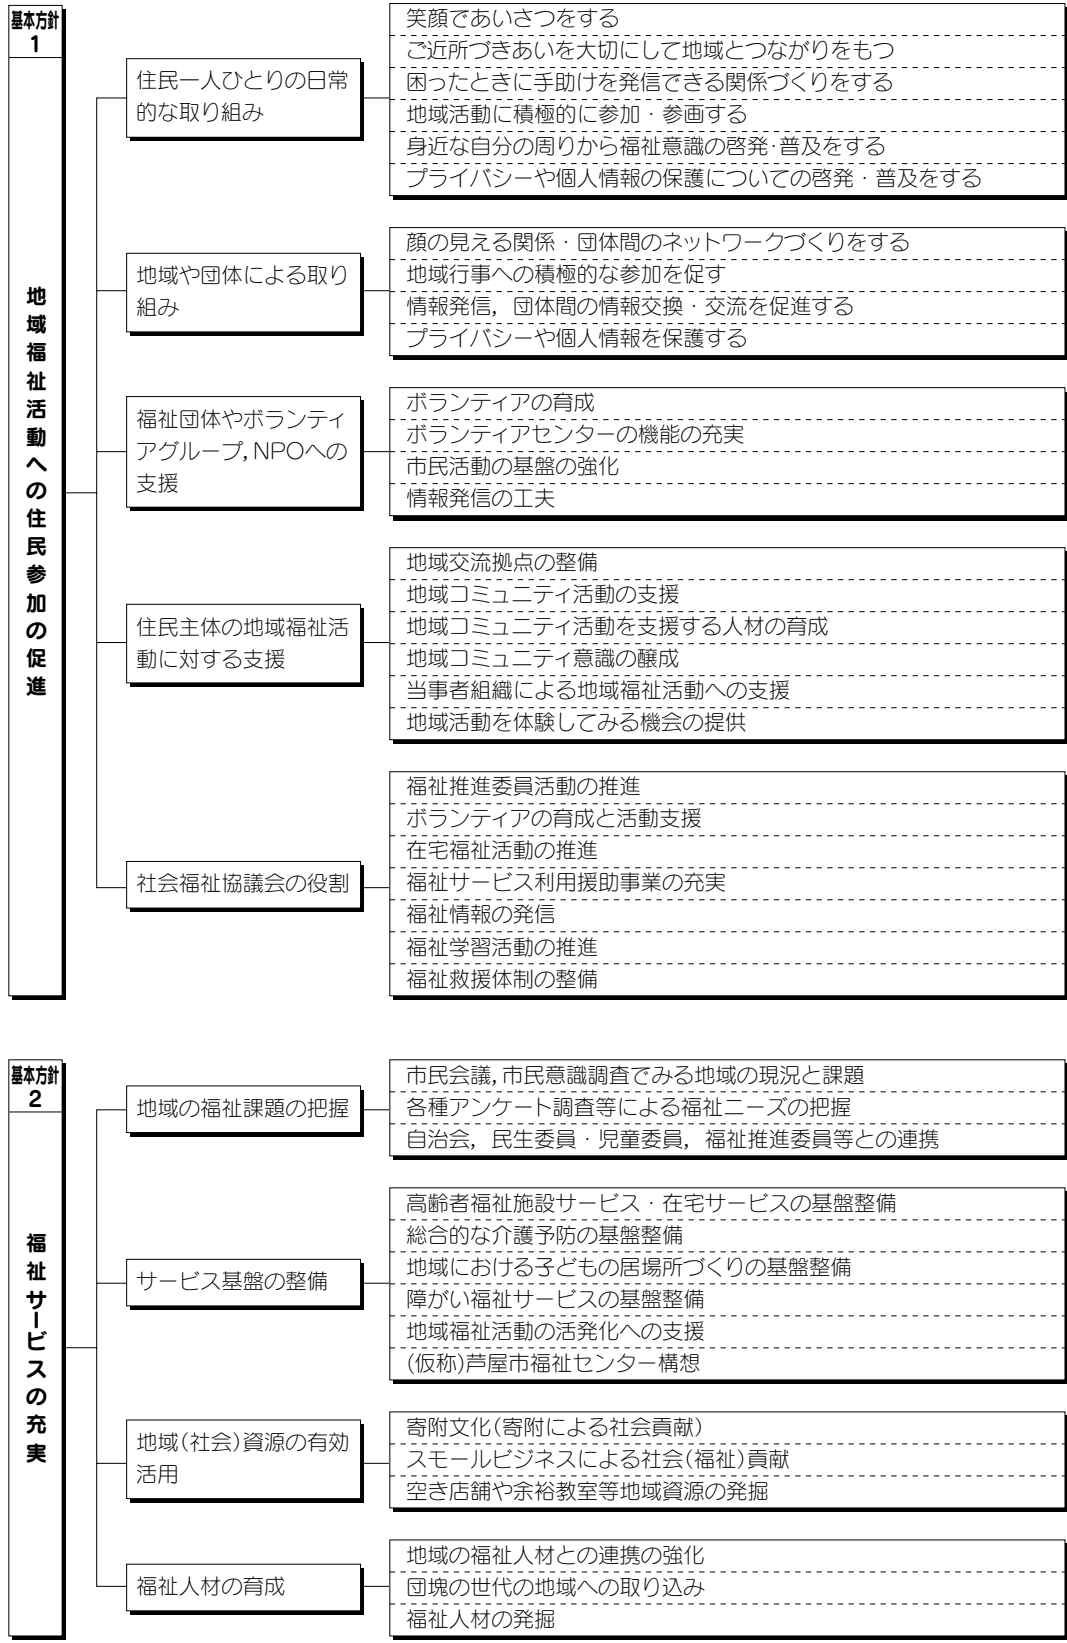 基本方針
1
地域福祉活動への住民参加の促進
住民一人ひとりの日常
的な取り組み
笑顔であいさつをする
ご近所づきあいを大切にして地域とつながりをもつ
困ったときに手助けを発信できる関係づくりをする
地域活動に積極的に参加・参画する
身近な自分の周りから福祉意識の啓発・普及をする
プライバシーや個人情報の保護についての啓発・普及をする
地域や団体による取り
組み
顔の見える関係・団体間のネットワークづくりをする
地域行事への積極的な参加を促す
情報発信，団体間の情報交換・交流を促進する
プライバシーや個人情報を保護する
福祉団体やボランティ
アグループ，NPOへの
支援
ボランティアの育成
ボランティアセンターの機能の充実
市民活動の基盤の強化
情報発信の工夫
住民主体の地域福祉活
動に対する支援
地域交流拠点の整備
地域コミュニティ活動の支援
地域コミュニティ活動を支援する人材の育成
地域コミュニティ意識の醸成
当事者組織による地域福祉活動への支援
地域活動を体験してみる機会の提供
社会福祉協議会の役割
福祉推進委員活動の推進
ボランティアの育成と活動支援
在宅福祉活動の推進
福祉サービス利用援助事業の充実
福祉情報の発信
福祉学習活動の推進
福祉救援体制の整備
基本方針
2
福祉サービスの充実
地域の福祉課題の把握
市民会議，市民意識調査でみる地域の現況と課題
各種アンケート調査等による福祉ニーズの把握
自治会，民生委員・児童委員，福祉推進委員等との連携
サービス基盤の整備
高齢者福祉施設サービス・在宅サービスの基盤整備
総合的な介護予防の基盤整備
地域における子どもの居場所づくりの基盤整備
障がい福祉サービスの基盤整備
地域福祉活動の活発化への支援
(仮称)芦屋市福祉センター構想
地域(社会)資源の有効
活用
寄附文化(寄附による社会貢献)
スモールビジネスによる社会(福祉)貢献
空き店舗や余裕教室等地域資源の発掘
福祉人材の育成
地域の福祉人材との連携の強化
団塊の世代の地域への取り込み
福祉人材の発掘